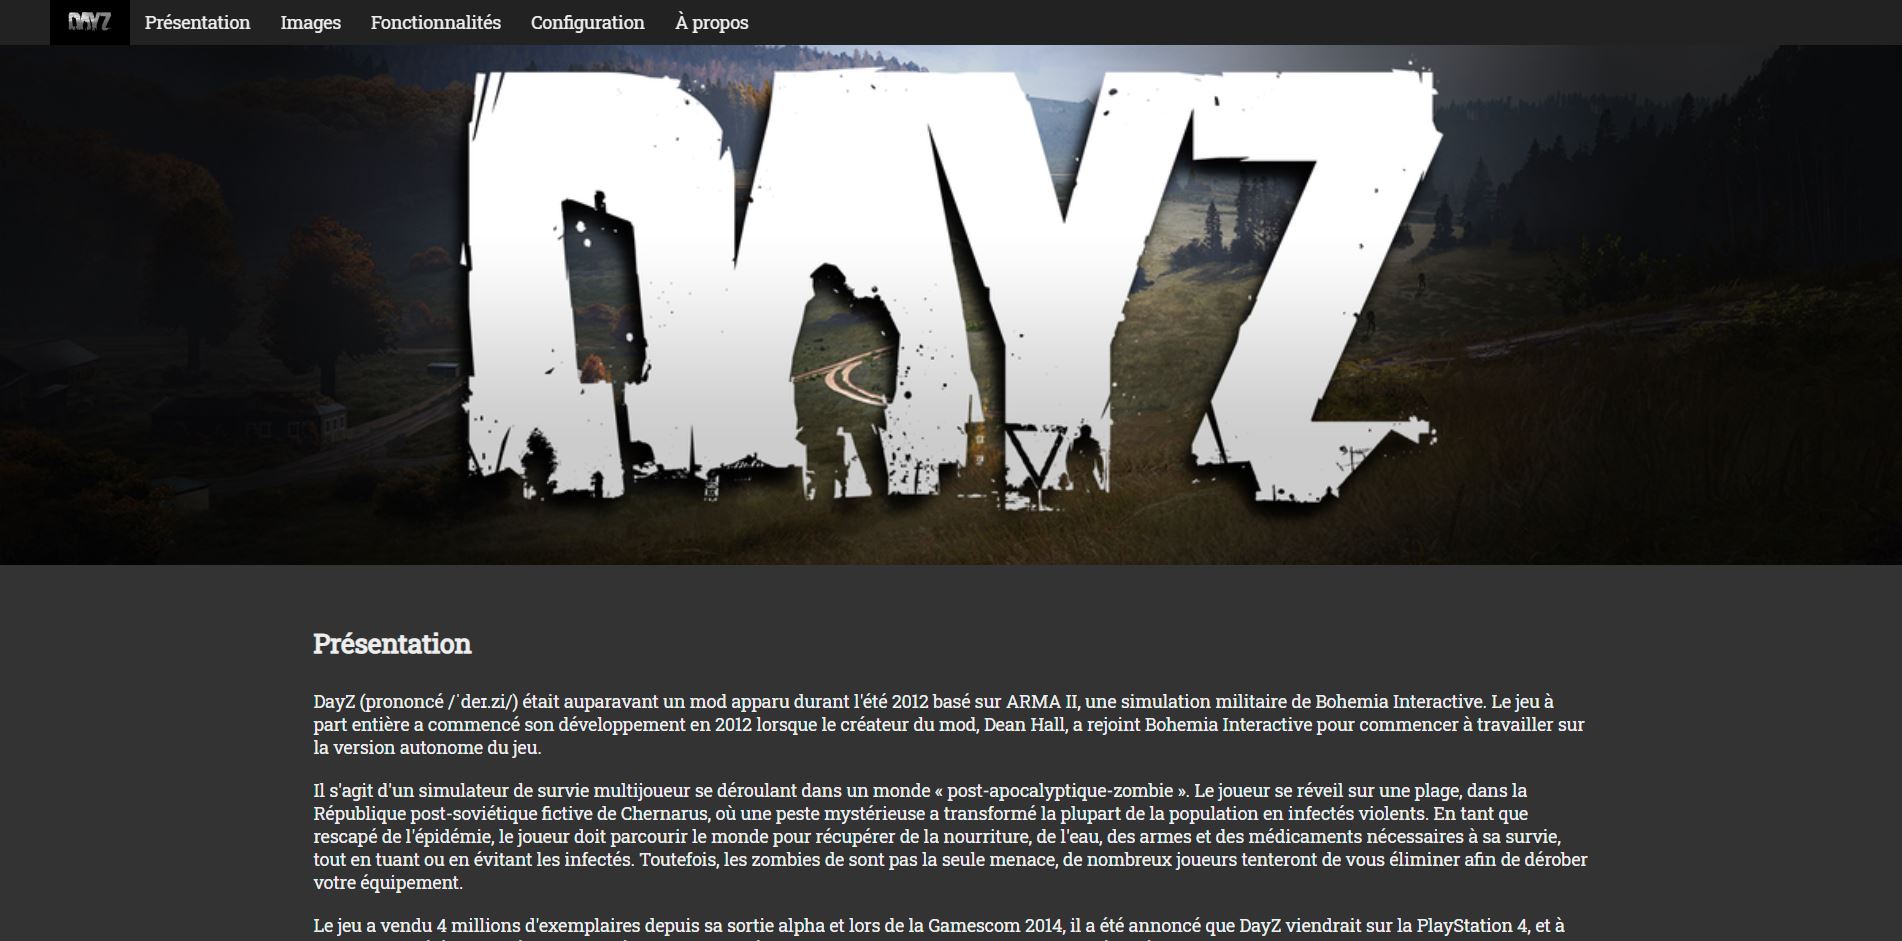 DAYZ
Présentation
Images
Fonctionnalités
Configuration
À propos
DAYZ
Présentation
DayZ (prononcé /ˈdeɪ.zi/) était auparavant un mod apparu durant l'été 2012 basé sur ARMA II, une simulation militaire de Bohemia Interactive. Le jeu à
part entière a commencé son développement en 2012 lorsque le créateur du mod, Dean Hall, a rejoint Bohemia Interactive pour commencer à travailler sur
la version autonome du jeu.
Il s'agit d'un simulateur de survie multijoueur se déroulant dans un monde « post-apocalyptique-zombie ». Le joueur se réveil sur une plage, dans la
République post-soviétique fictive de Chernarus, où une peste mystérieuse a transformé la plupart de la population en infectés violents. En tant que
rescapé de l'épidémie, le joueur doit parcourir le monde pour récupérer de la nourriture, de l'eau, des armes et des médicaments nécessaires à sa survie,
tout en tuant ou en évitant les infectés. Toutefois, les zombies de sont pas la seule menace, de nombreux joueurs tenteront de vous éliminer afin de dérober
votre équipement.
Le jeu a vendu 4 millions d'exemplaires depuis sa sortie alpha et lors de la Gamescom 2014, il a été annoncé que DayZ viendrait sur la PlayStation 4, et à